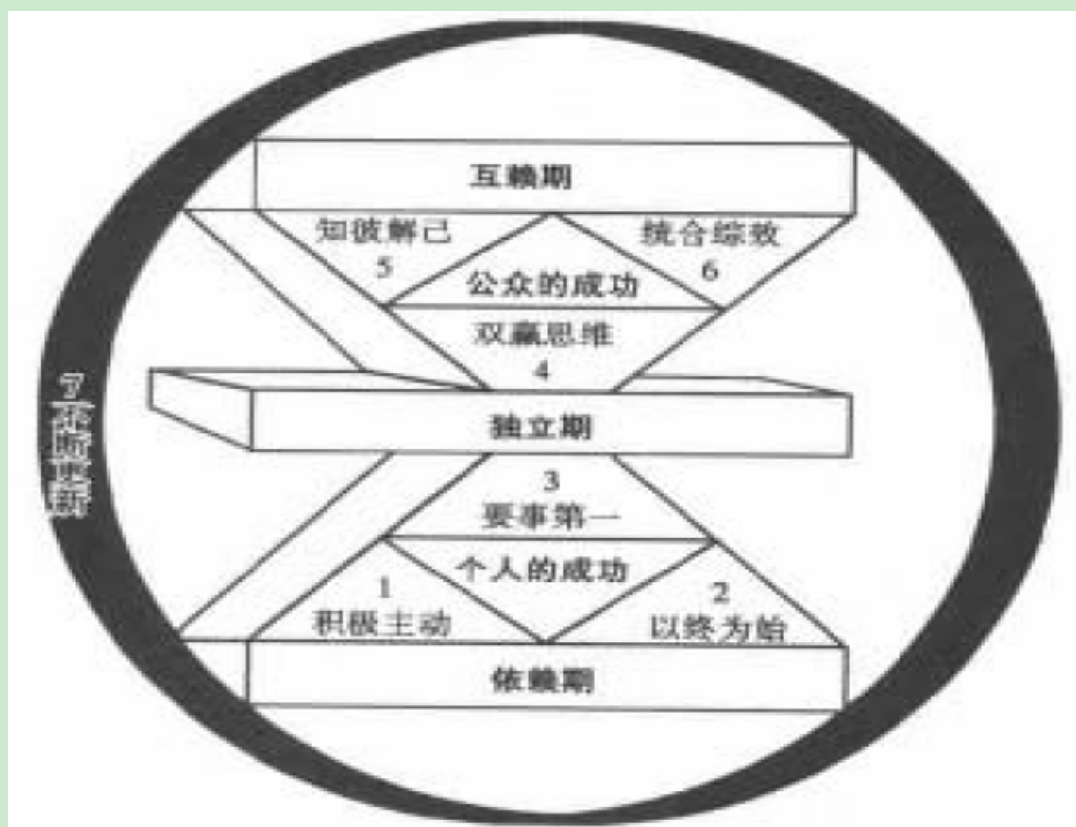 互赖期
知彼解己
5
统合综效
6
公众的成功
双赢思维
4
独立期
3
要事第一
个人的成功
1
积极主动
2
以终为始
依赖期
7
不断更新